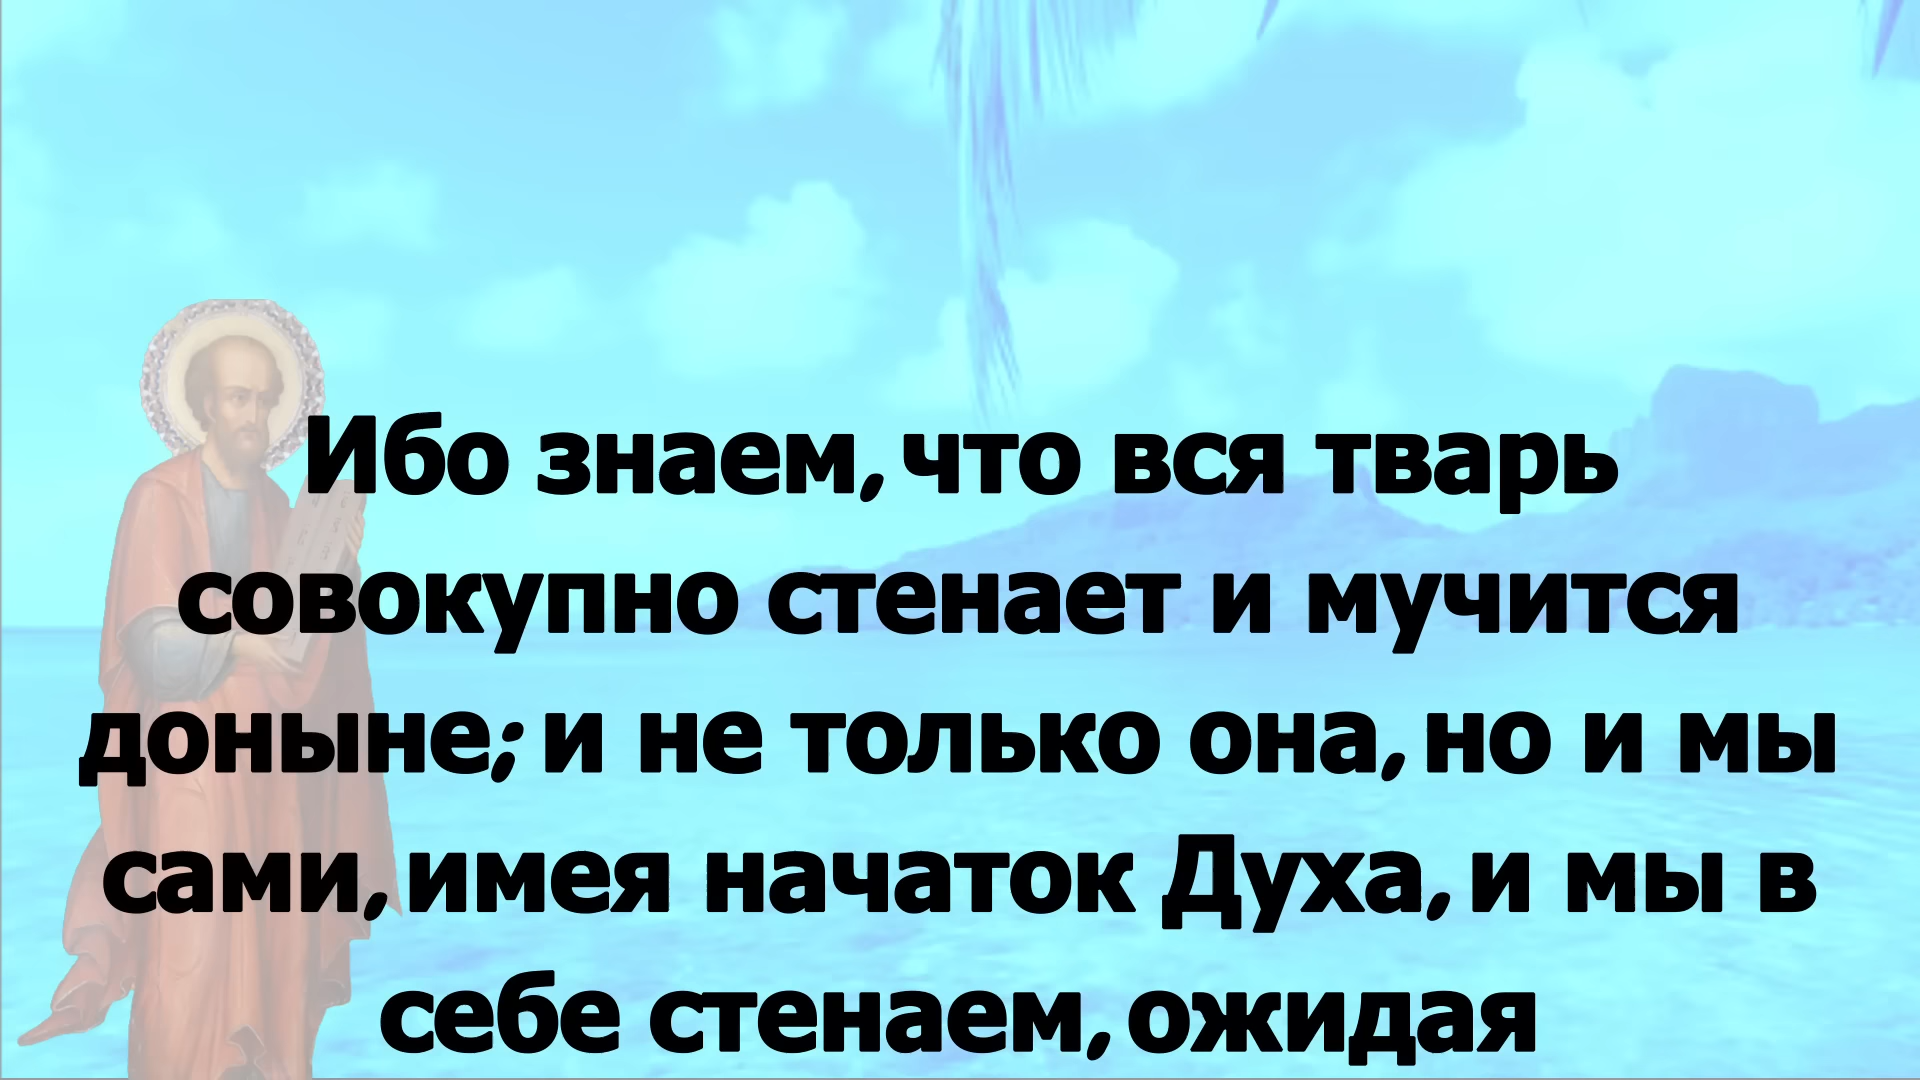 Ибо знаем, что вся тварь
совокупно стенает и мучится
доныне; и не только она, но и мы
сами, имея начаток Духа, и мы в
себе стенаем, ожидая